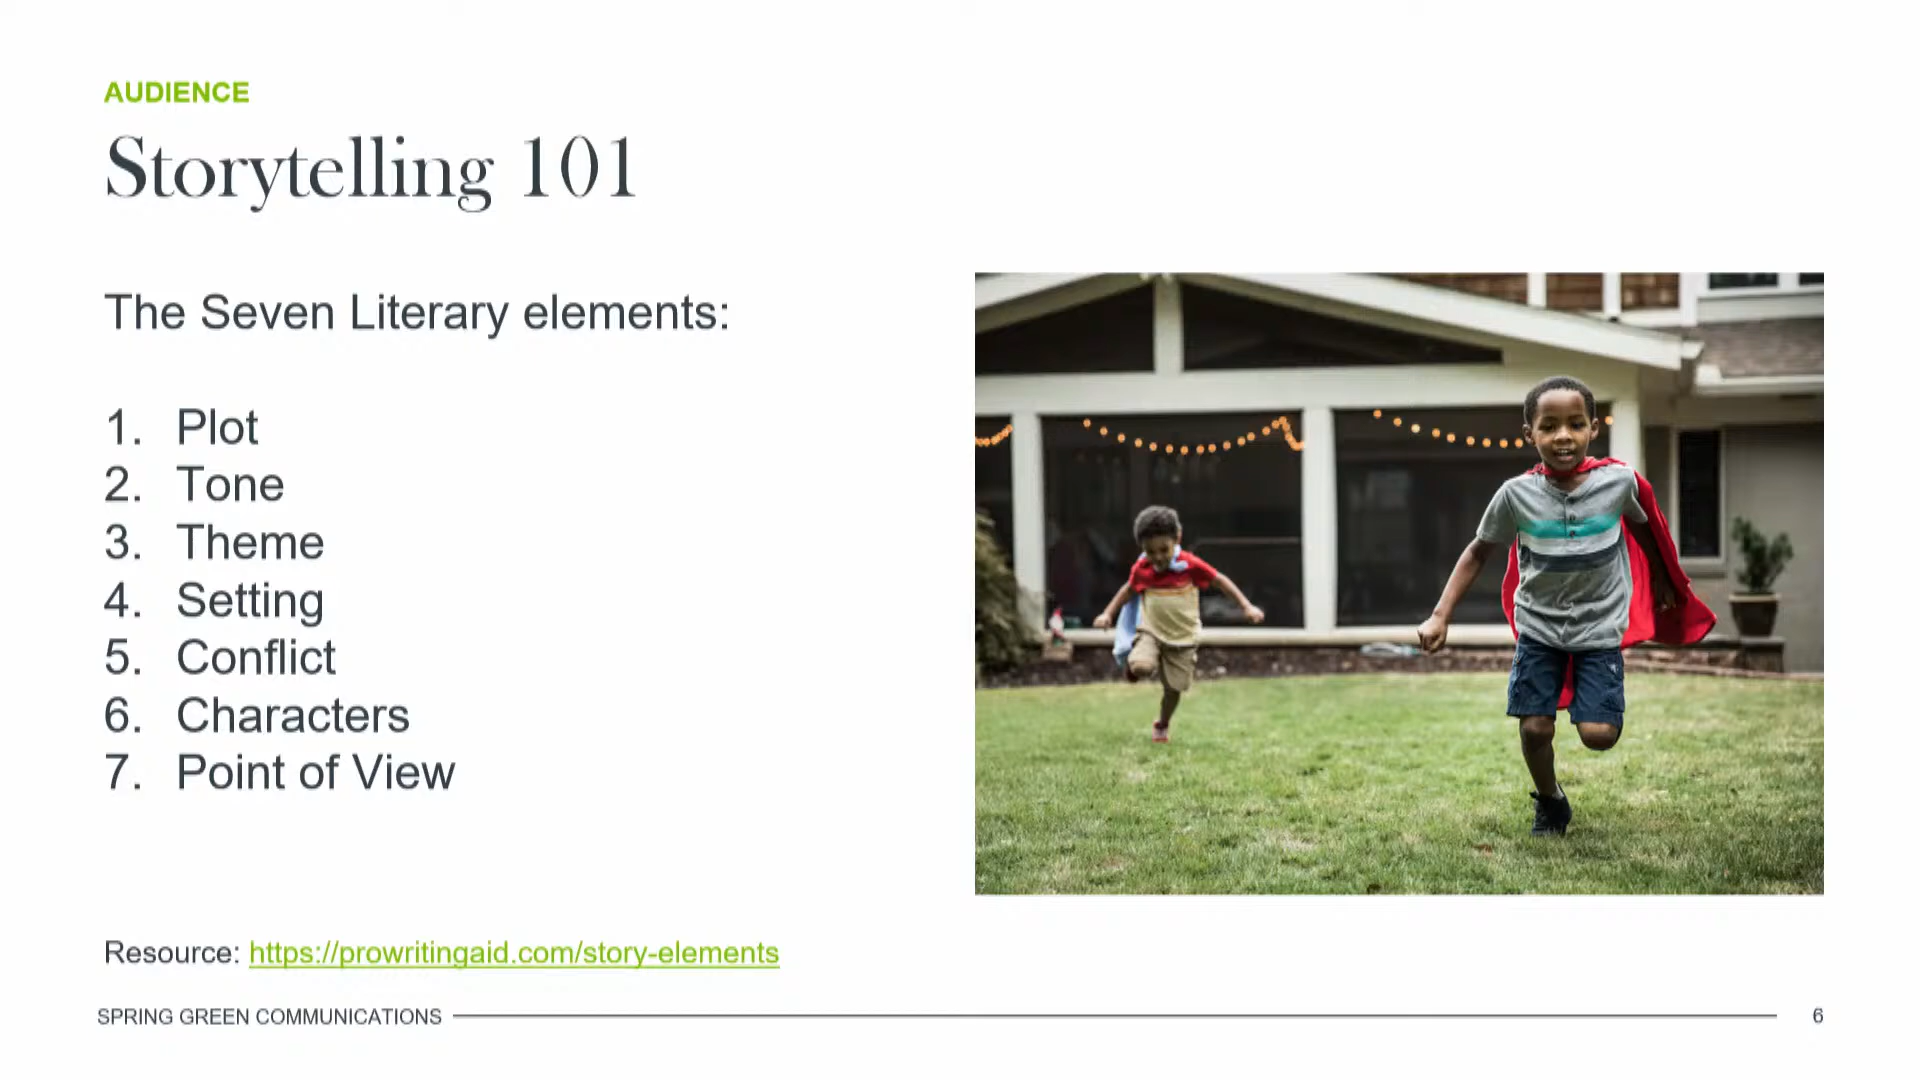 AUDIENCE
Storytelling 101
The Seven Literary elements:
1. Plot
2. Tone
3. Theme
4. Setting
5. Conflict
6. Characters
7. Point of View
Resource: https://prowritingaid.com/story-elements
SPRING GREEN COMMUNICATIONS
6